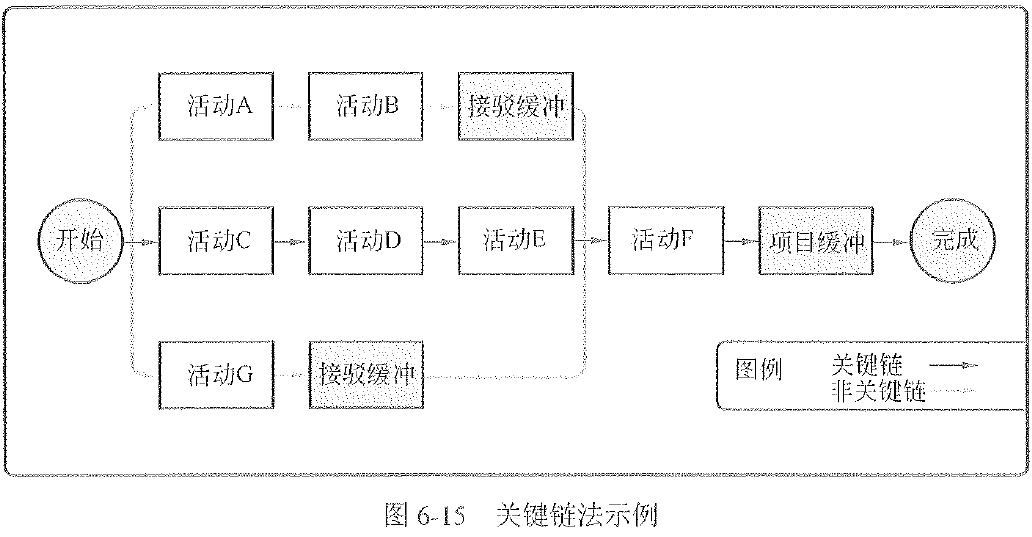 活动A 活动B 接驳缓冲
开始 活动C 活动D 活动E 活动F 项目缓冲 完成
活动G 接驳缓冲
图例 关键链
非关键链
图 6-15 关键链法示例